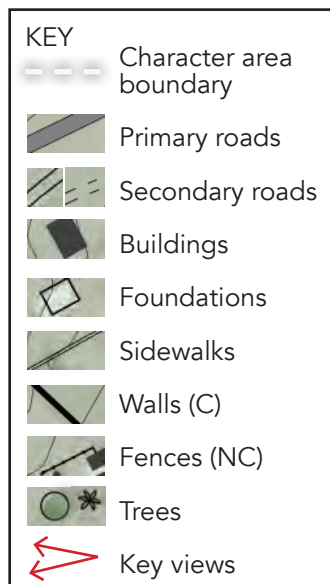 KEY
Character area
boundary
Primary roads
Secondary roads
Buildings
Foundations
Sidewalks
Walls (C)
Fences (NC)
Trees
Key views